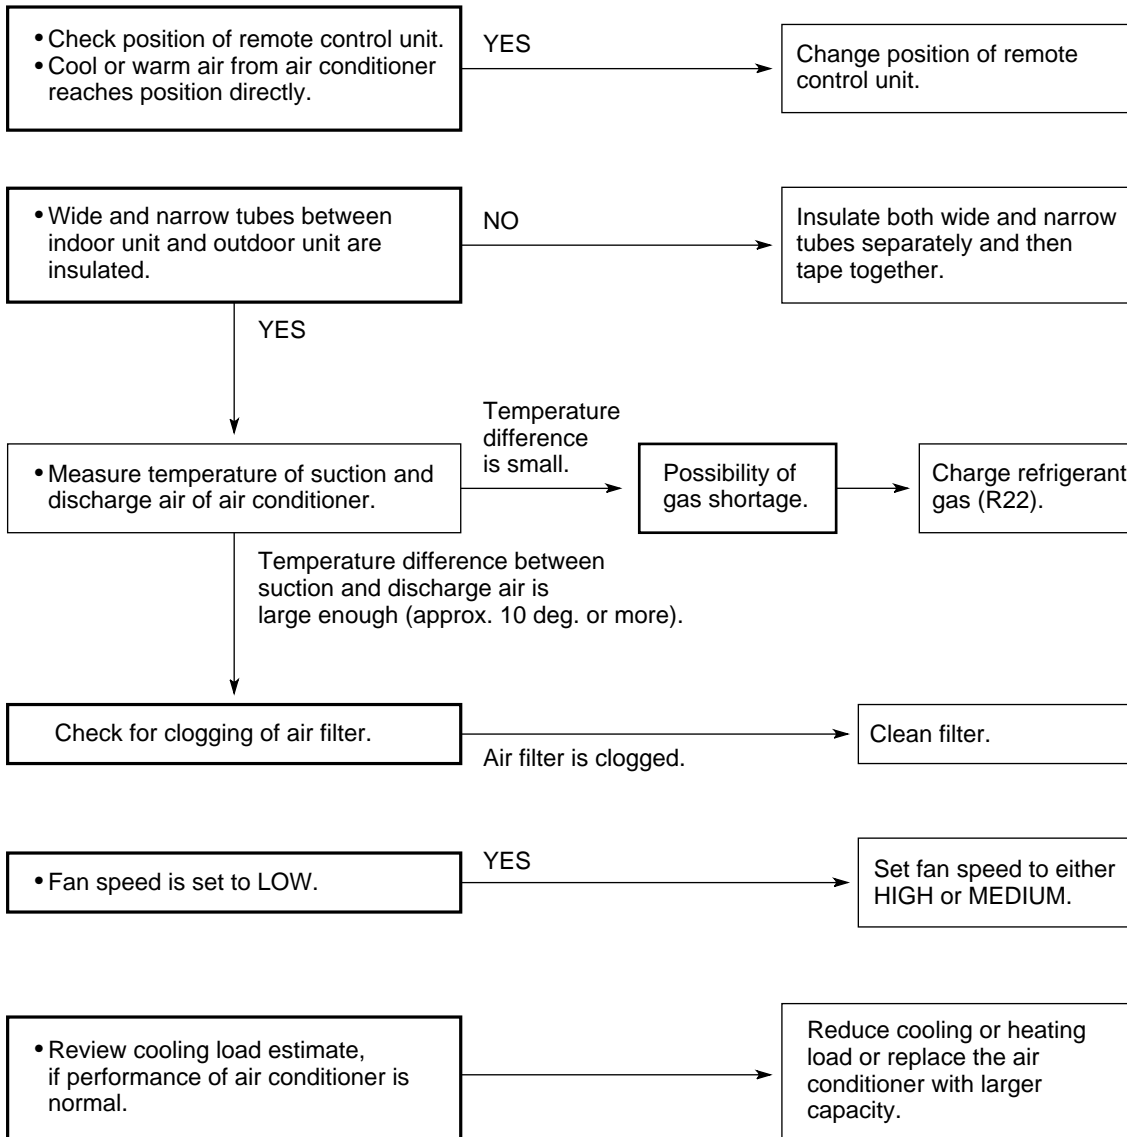 • Check position of remote control unit.
• Cool or warm air from air conditioner
reaches position directly.
YES
Change position of remote
control unit.
• Wide and narrow tubes between
indoor unit and outdoor unit are
insulated.
NO
Insulate both wide and narrow
tubes separately and then
tape together.
YES
• Measure temperature of suction and
discharge air of air conditioner.
Temperature
difference
is small.
Possibility of
gas shortage.
Charge refrigerant
gas (R22).
Temperature difference between
suction and discharge air is
large enough (approx. 10 deg. or more).
Check for clogging of air filter.
Air filter is clogged.
Clean filter.
• Fan speed is set to LOW.
YES
Set fan speed to either
HIGH or MEDIUM.
• Review cooling load estimate,
if performance of air conditioner is
normal.
Reduce cooling or heating
load or replace the air
conditioner with larger
capacity.